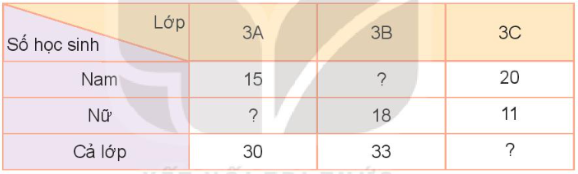 Lớp
Số học sinh
3A 3B 3C
Nam 15 ? 20
Nữ ? 18 11
Cả lớp 30 33 ?